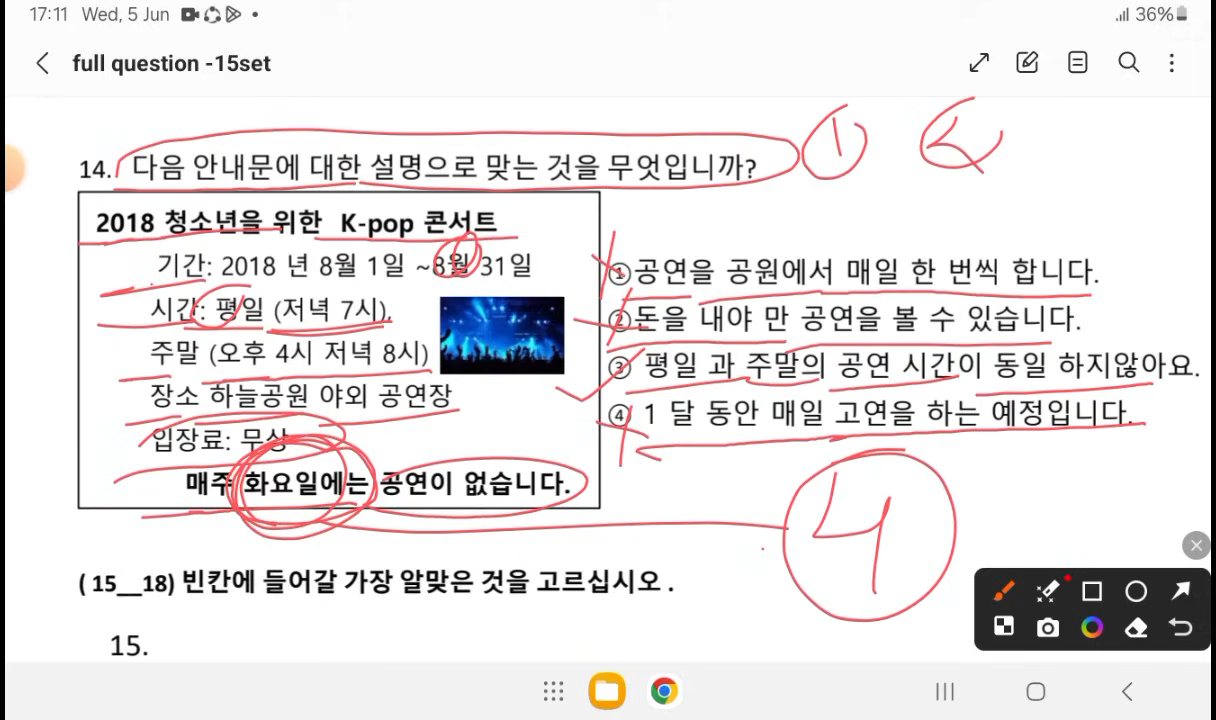 17:11 Wed, 5 Jun 36%
full question -15set
14. 다음 안내문에 대한 설명으로 맞는 것을 무엇입니까?
① 
2018 청소년을 위한 K-pop 콘서트
기간: 2018 년 8월 1일 ~8월 31일
시간: 평일 (저녁 7시),
주말 (오후 4시 저녁 8시)
장소 하늘공원 야외 공연장
입장료: 무상
매주 화요일에는 공연이 없습니다.
①공연을 공원에서 매일 한 번씩 합니다.
②돈을 내야 만 공연을 볼 수 있습니다.
③ 평일 과 주말의 공연 시간이 동일 하지않아요.
④ 1 달 동안 매일 고연을 하는 예정입니다.
4
(15__18) 빈칸에 들어갈 가장 알맞은 것을 고르십시오 .
15.